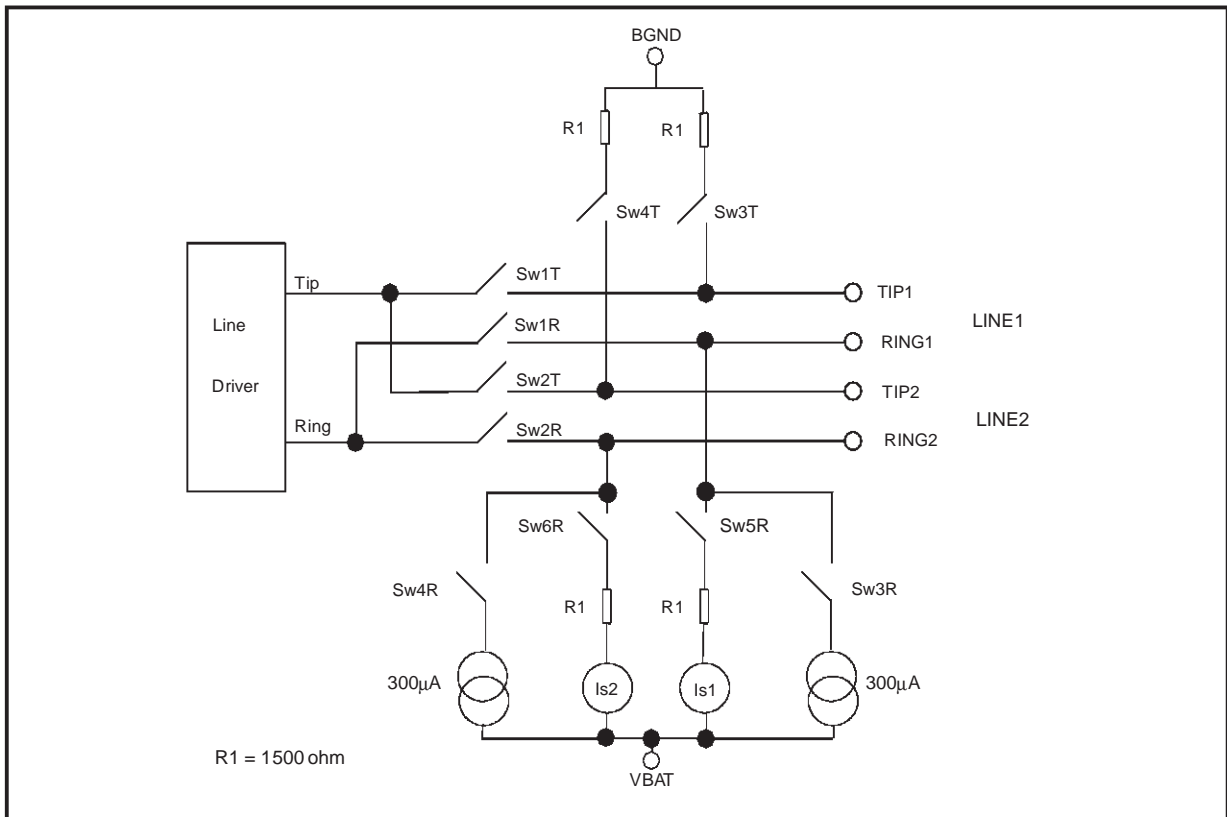 BGND
R1
R1
Sw4T
Sw3T
Tip
Sw1T
TIP1
LINE1
Line
Sw1R
RING1
Driver
Sw2T
TIP2
LINE2
Ring
Sw2R
RING2
Sw6R
Sw5R
Sw4R
R1
R1
Sw3R
300µA
Is2
Is1
300µA
R1 = 1500 ohm
VBAT